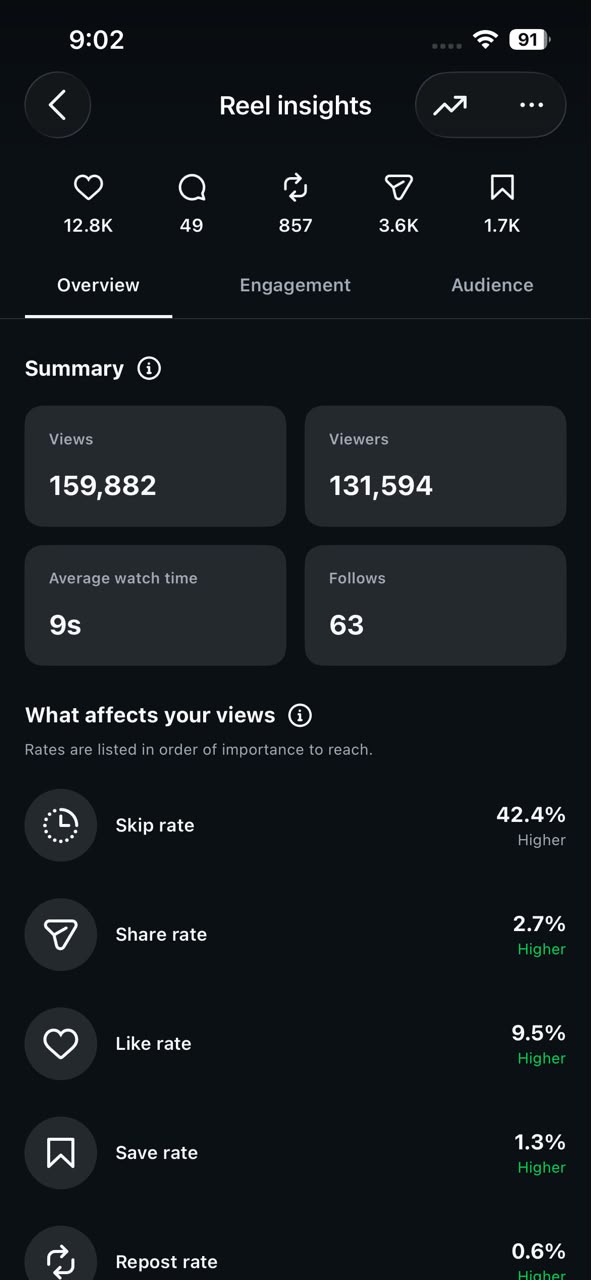 9:02
91
Reel insights
12.8K 49 857 3.6K 1.7K
Overview Engagement Audience
Summary
Views Viewers
159,882 131,594
Average watch time Follows
9s 63
What affects your views
Rates are listed in order of importance to reach.
42.4%
Skip rate
Higher
2.7%
Share rate
Higher
9.5%
Like rate
Higher
1.3%
Save rate
Higher
0.6%
Repost rate
Higher